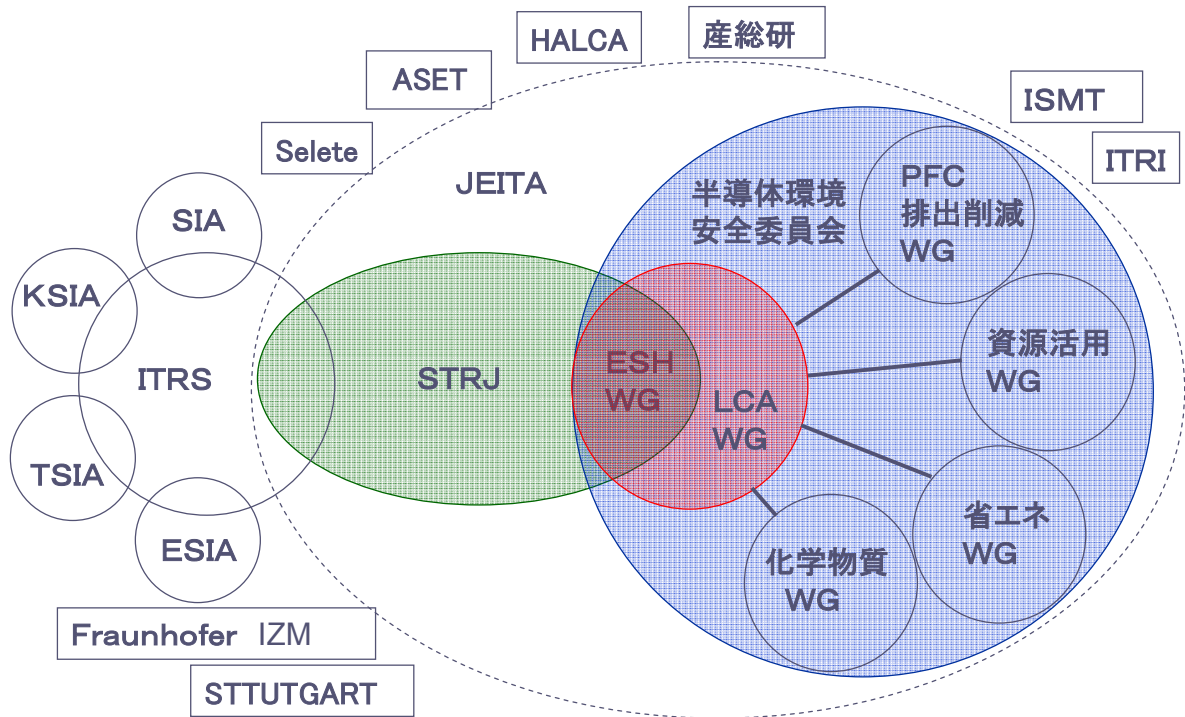 HALCA
産総研
ASET
ISMT
Selete
ITRI
JEITA
半導体環境
安全委員会
PFC
排出削減
WG
SIA
KSIA
ITRS
STRJ
ESH
WG
LCA
WG
資源活用
WG
TSIA
ESIA
省エネ
WG
化学物質
WG
Fraunhofer IZM
STTUTGART